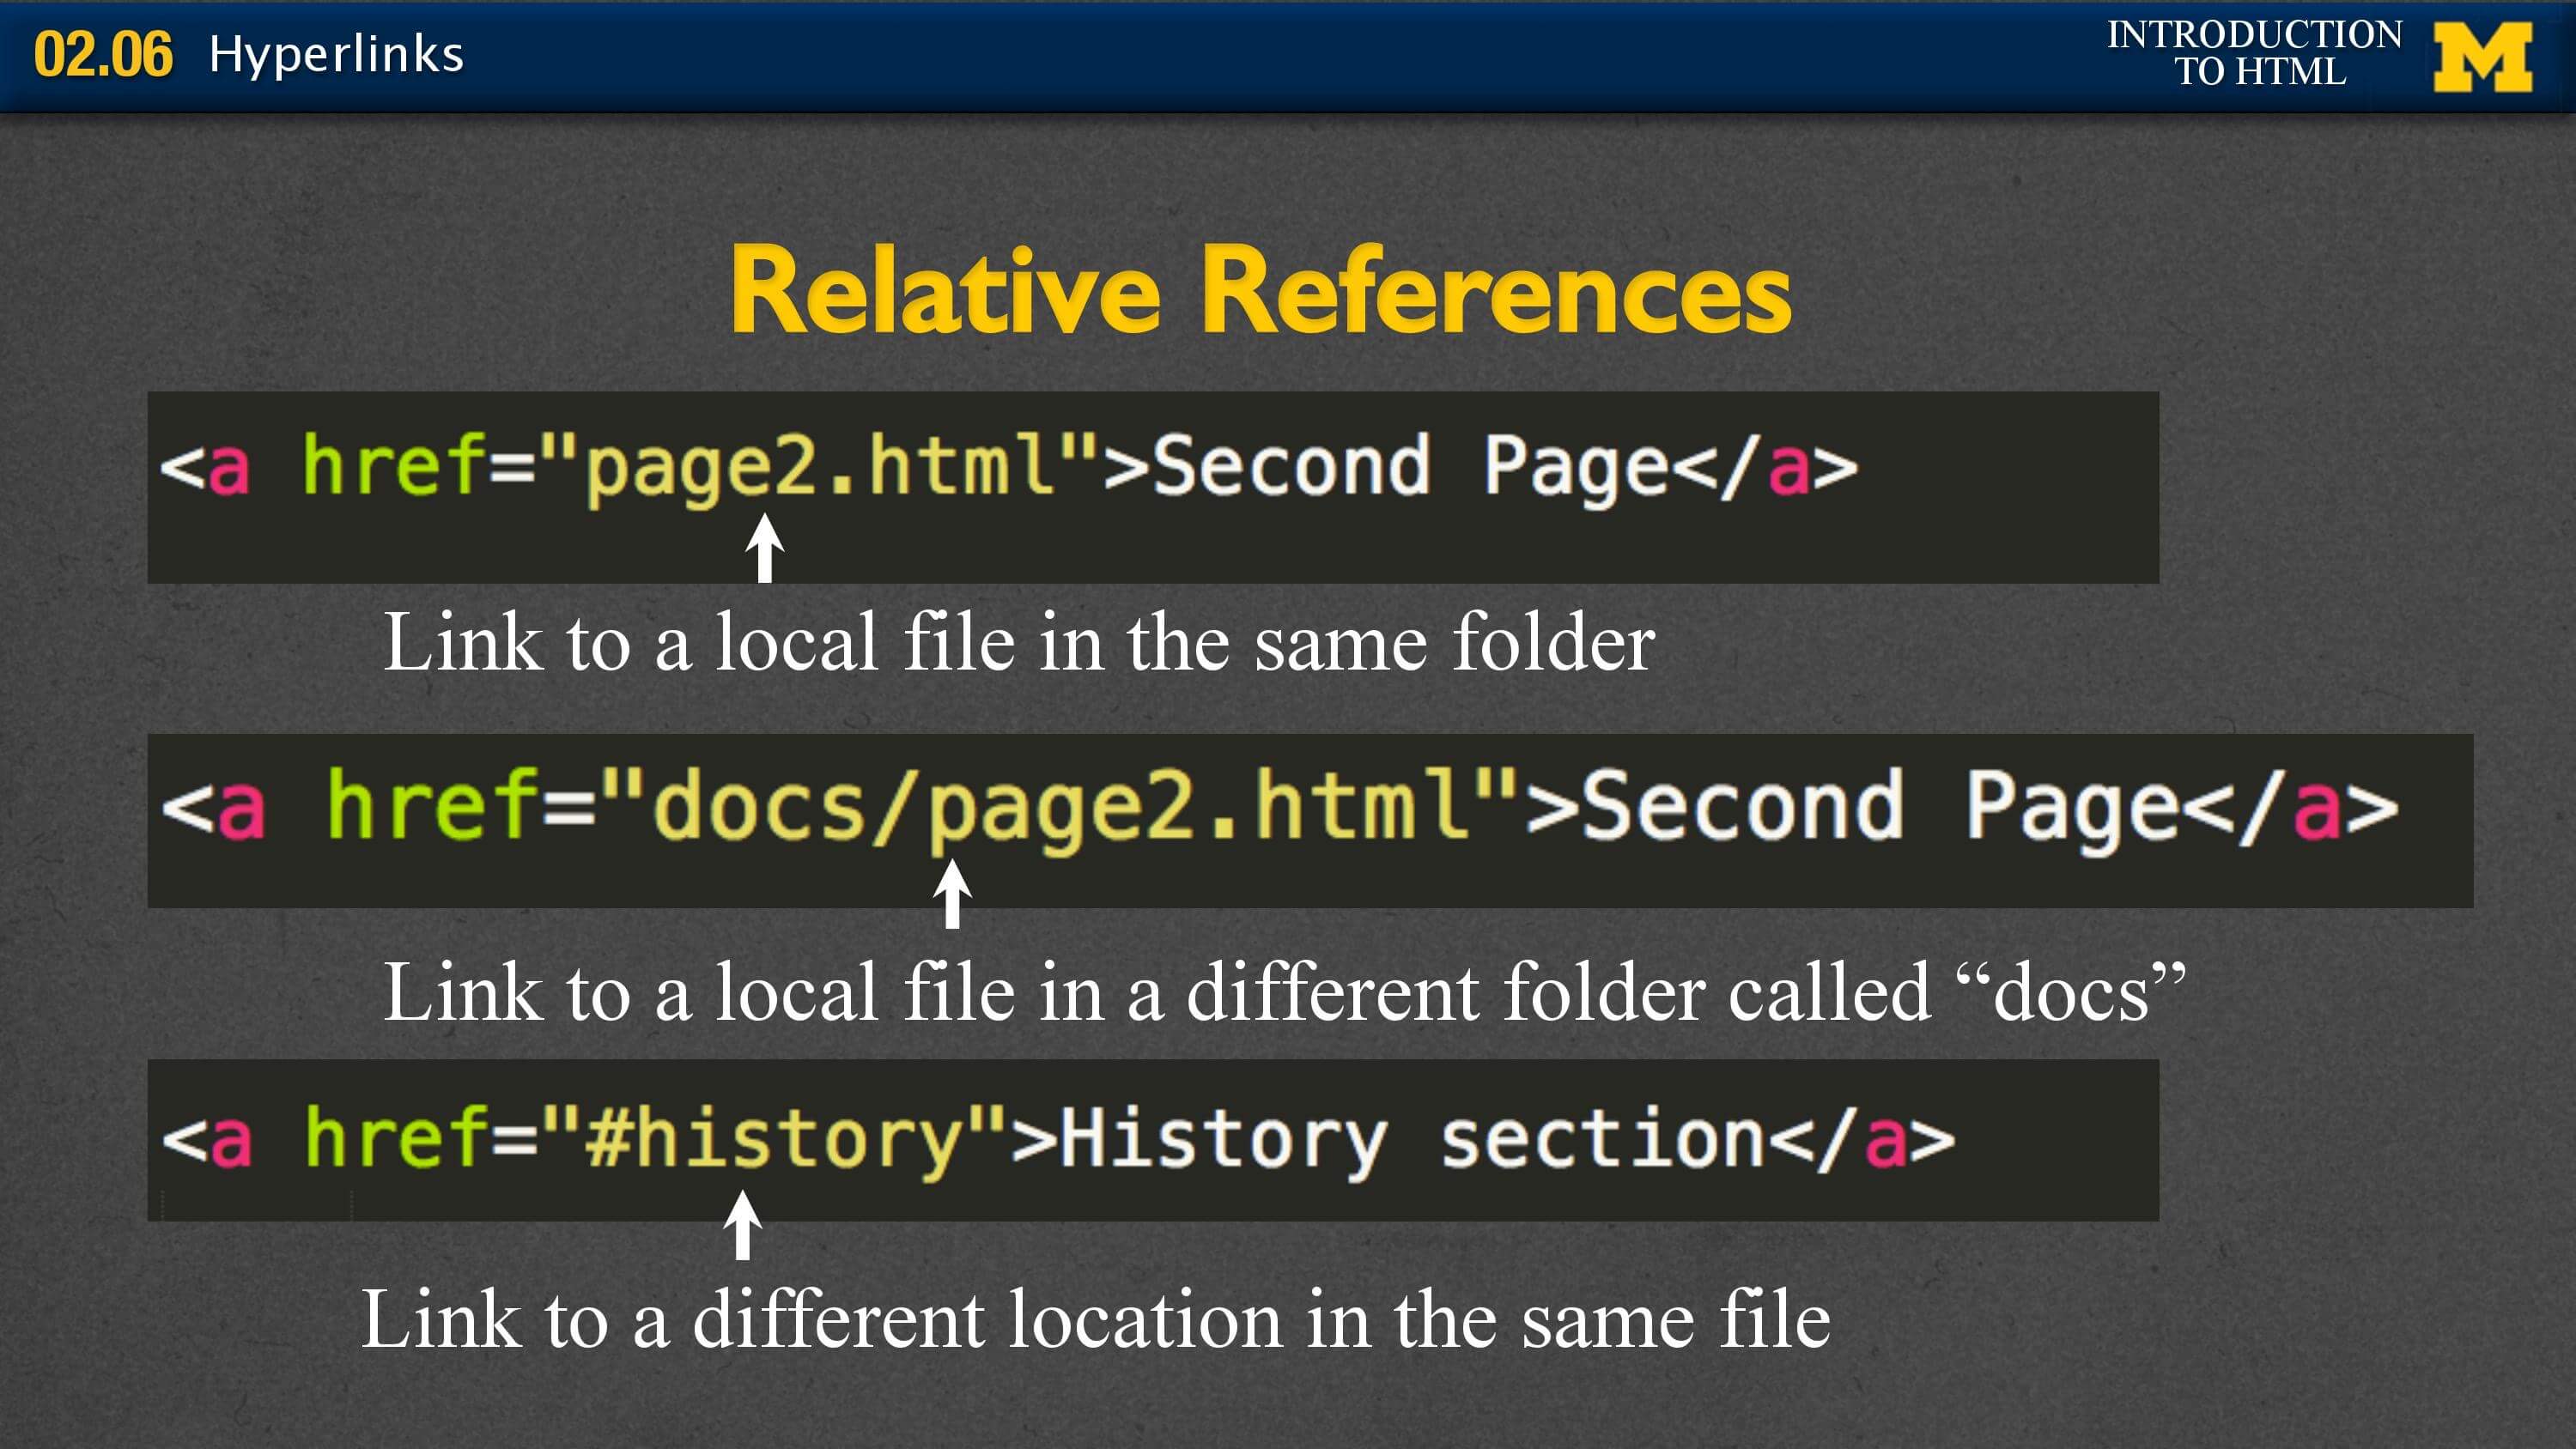 02.06 Hyperlinks
INTRODUCTION
TO HTML
M
Relative References
<a href="page2.html">Second Page</a>
Link to a local file in the same folder
<a href="docs/page2.html">Second Page</a>
Link to a local file in a different folder called “docs”
<a href="#history">History section</a>
Link to a different location in the same file